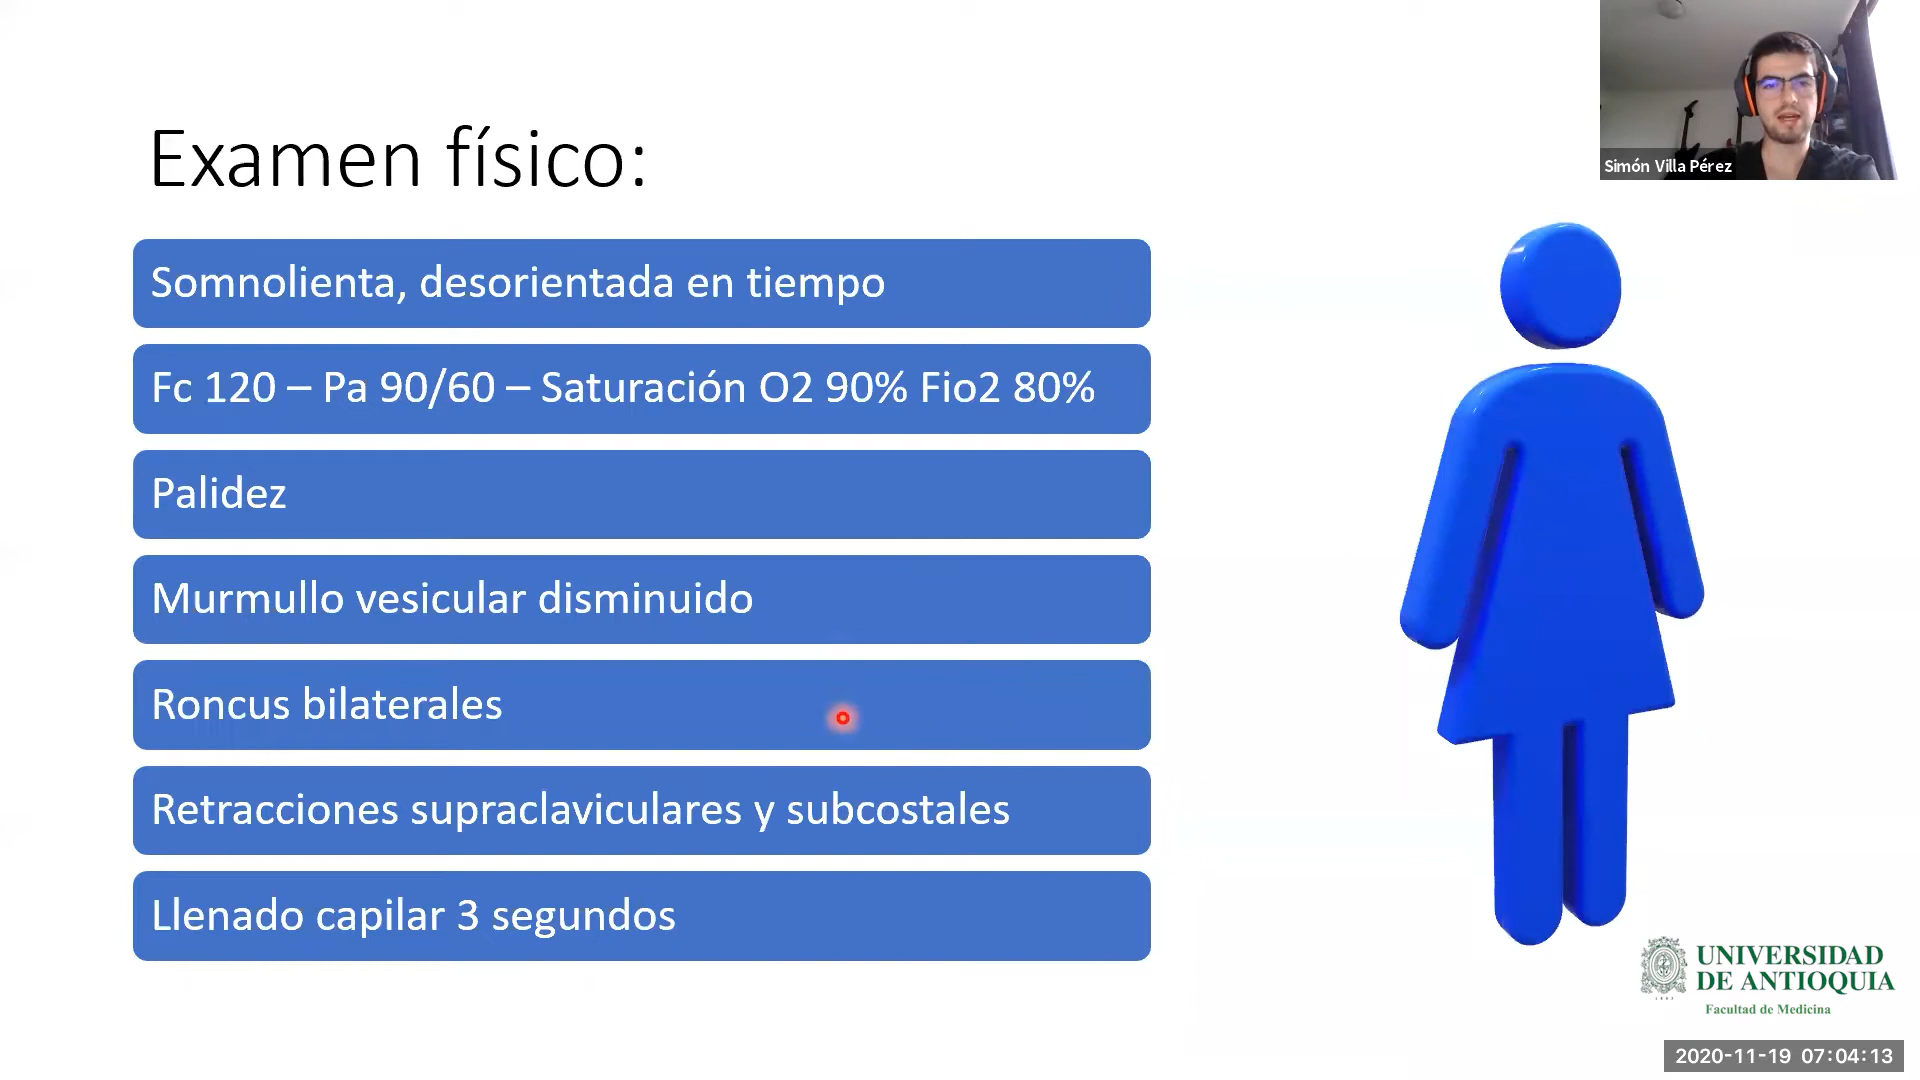 Simón Villa Pérez
Examen físico:
Somnolienta, desorientada en tiempo
Fc 120 – Pa 90/60 – Saturación O2 90% Fio2 80%
Palidez
Murmullo vesicular disminuido
Roncus bilaterales
Retracciones supraclaviculares y subcostales
Llenado capilar 3 segundos
UNIVERSIDAD
DE ANTIOQUIA
Facultad de Medicina
2020-11-19 07:04:13